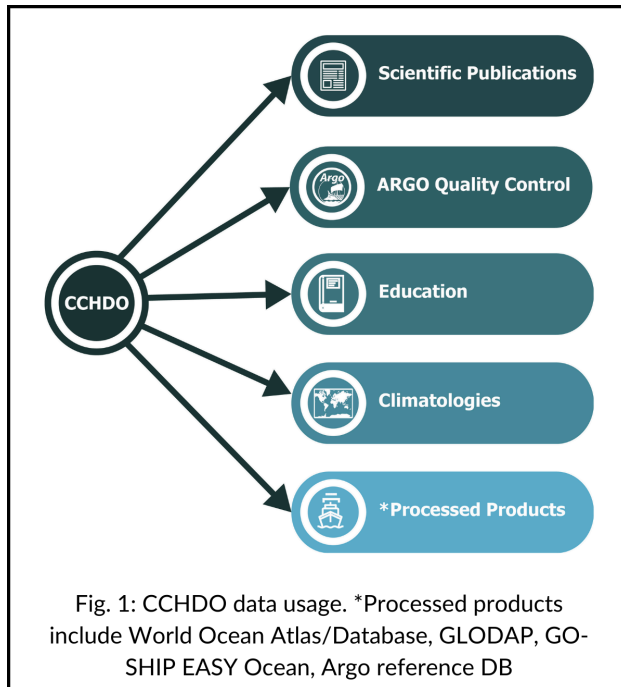 Scientific Publications
Argo
ARGO Quality Control
CCHDO
Education
Climatologies
*Processed Products
Fig. 1: CCHDO data usage. *Processed products
include World Ocean Atlas/Database, GLODAP, GO-
SHIP EASY Ocean, Argo reference DB